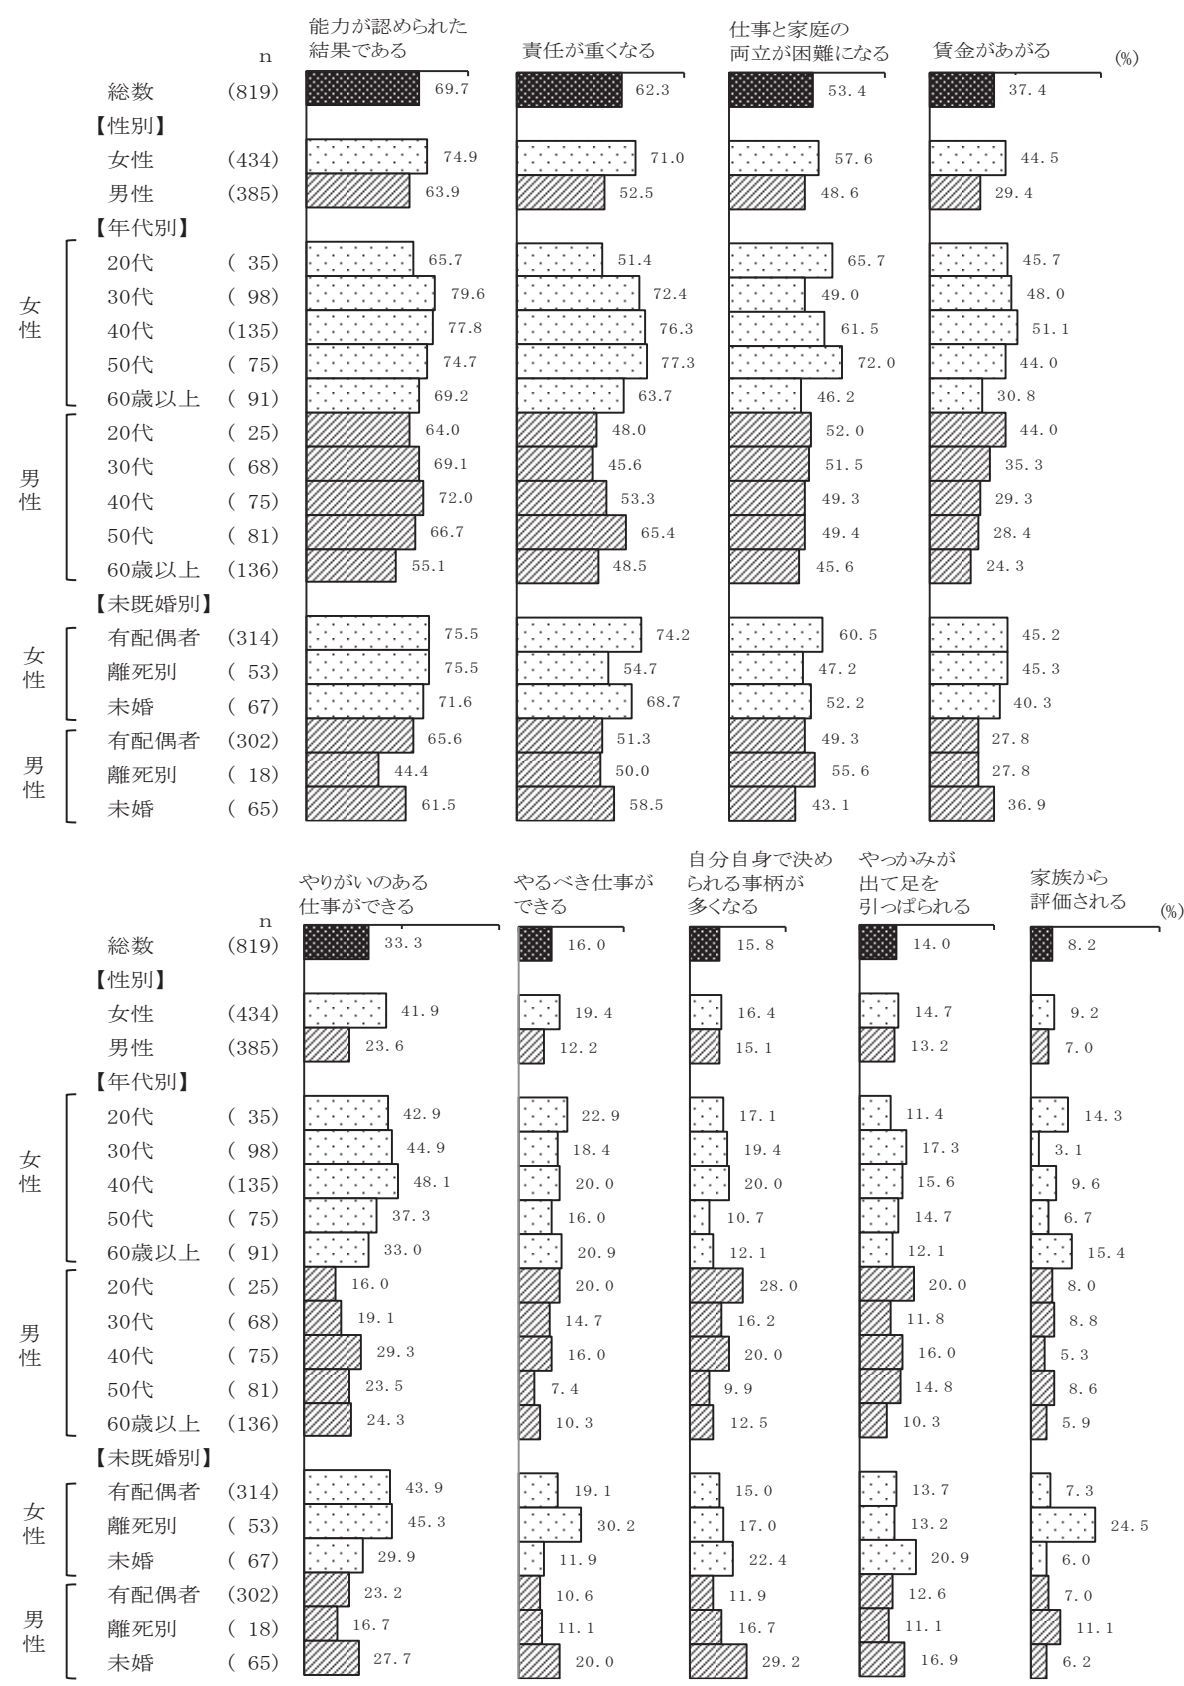 能力が認められた
結果である
責任が重くなる
仕事と家庭の
両立が困難になる
賃金があがる
(%)
n
総数 (819) 69.7 62.3 53.4 37.4
【性別】
女性 (434) 74.9 71.0 57.6 44.5
男性 (385) 63.9 52.5 48.6 29.4
【年代別】
女性
20代 ( 35) 65.7 51.4 65.7 45.7
30代 ( 98) 79.6 72.4 49.0 48.0
40代 (135) 77.8 76.3 61.5 51.1
50代 ( 75) 74.7 77.3 72.0 44.0
60歳以上 ( 91) 69.2 63.7 46.2 30.8
男性
20代 ( 25) 64.0 48.0 52.0 44.0
30代 ( 68) 69.1 45.6 51.5 35.3
40代 ( 75) 72.0 53.3 49.3 29.3
50代 ( 81) 66.7 65.4 49.4 28.4
60歳以上 (136) 55.1 48.5 45.6 24.3
【未既婚別】
女性
有配偶者 (314) 75.5 74.2 60.5 45.2
離死別 ( 53) 75.5 54.7 47.2 45.3
未婚 ( 67) 71.6 68.7 52.2 40.3
男性
有配偶者 (302) 65.6 51.3 49.3 27.8
離死別 ( 18) 44.4 50.0 55.6 27.8
未婚 ( 65) 61.5 58.5 43.1 36.9
やりがいのある
仕事ができる
やるべき仕事が
できる
自分自身で決め
られる事柄が
多くなる
やっかみが
出て足を
引っぱられる
家族から
評価される
(%)
n
総数 (819) 33.3 16.0 15.8 14.0 8.2
【性別】
女性 (434) 41.9 19.4 16.4 14.7 9.2
男性 (385) 23.6 12.2 15.1 13.2 7.0
【年代別】
女性
20代 ( 35) 42.9 22.9 17.1 11.4 14.3
30代 ( 98) 44.9 18.4 19.4 17.3 3.1
40代 (135) 48.1 20.0 20.0 15.6 9.6
50代 ( 75) 37.3 16.0 10.7 14.7 6.7
60歳以上 ( 91) 33.0 20.9 12.1 12.1 15.4
男性
20代 ( 25) 16.0 20.0 28.0 20.0 8.0
30代 ( 68) 19.1 14.7 16.2 11.8 8.8
40代 ( 75) 29.3 16.0 20.0 16.0 5.3
50代 ( 81) 23.5 7.4 9.9 14.8 8.6
60歳以上 (136) 24.3 10.3 12.5 10.3 5.9
【未既婚別】
女性
有配偶者 (314) 43.9 19.1 15.0 13.7 7.3
離死別 ( 53) 45.3 30.2 17.0 13.2 24.5
未婚 ( 67) 29.9 11.9 22.4 20.9 6.0
男性
有配偶者 (302) 23.2 10.6 11.9 12.6 7.0
離死別 ( 18) 16.7 11.1 16.7 11.1 11.1
未婚 ( 65) 27.7 20.0 29.2 16.9 6.2